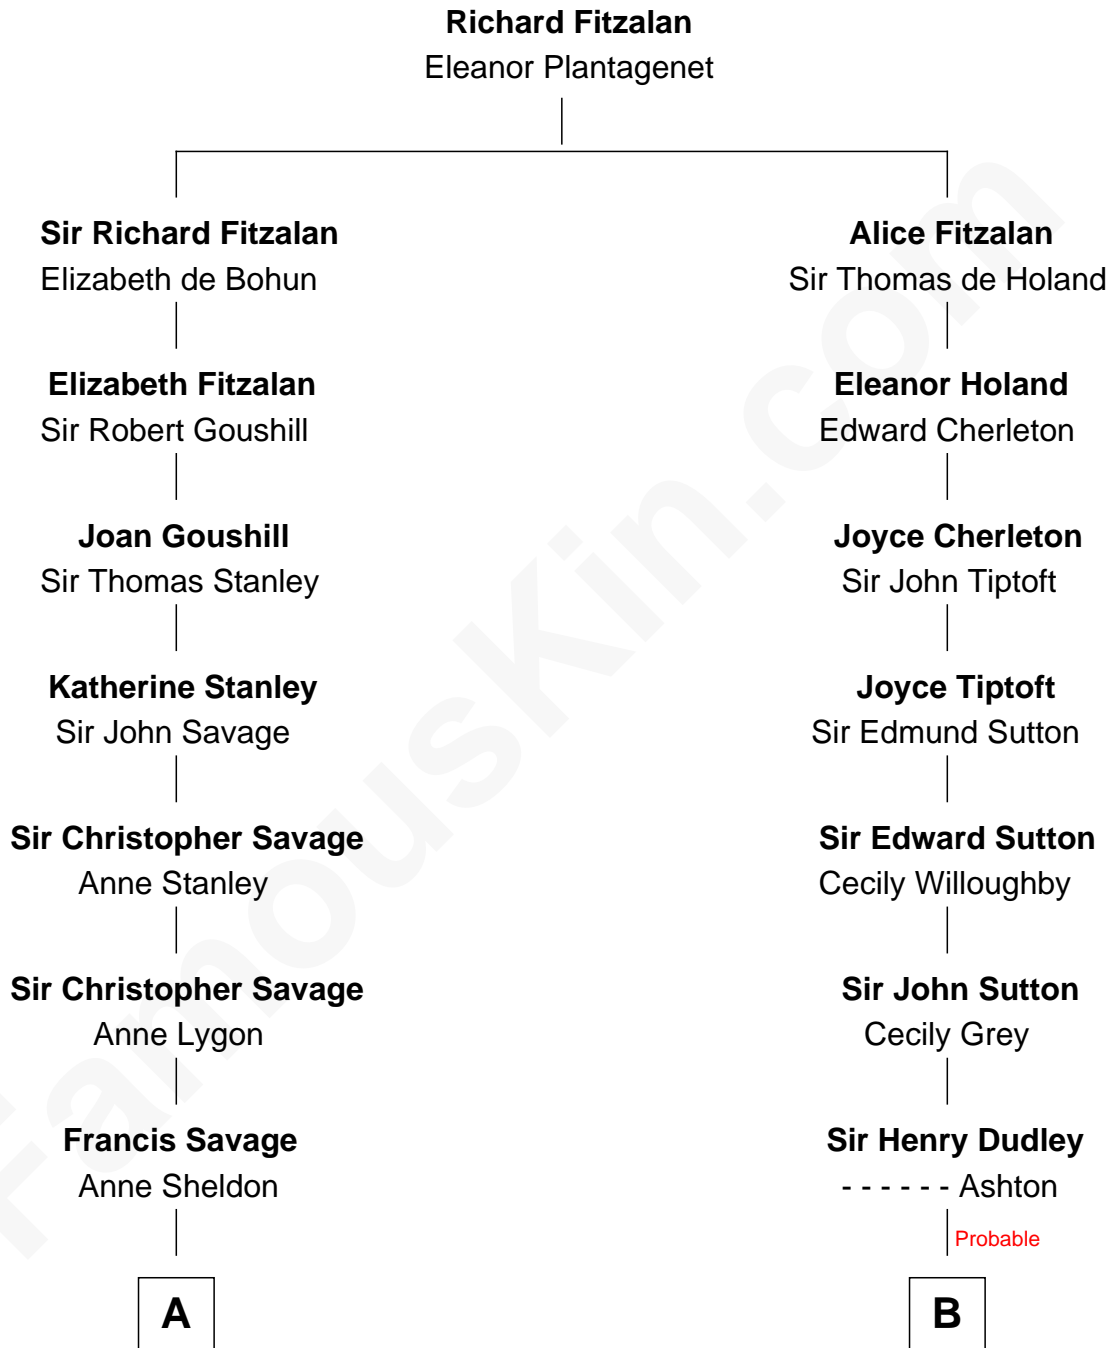 Richard Fitzalan
Eleanor Plantagenet
Sir Richard Fitzalan
Elizabeth de Bohun
Alice Fitzalan
Sir Thomas de Holand
Elizabeth Fitzalan
Sir Robert Goushill
Eleanor Holand
Edward Cherleton
Joan Goushill
Sir Thomas Stanley
Joyce Cherleton
Sir John Tiptoft
Katherine Stanley
Sir John Savage
Joyce Tiptoft
Sir Edmund Sutton
Sir Christopher Savage
Anne Stanley
Sir Edward Sutton
Cecily Willoughby
Sir Christopher Savage
Anne Lygon
Sir John Sutton
Cecily Grey
Francis Savage
Anne Sheldon
Sir Henry Dudley
- - - - - - Ashton
Probable
A
B
FamousKin.com